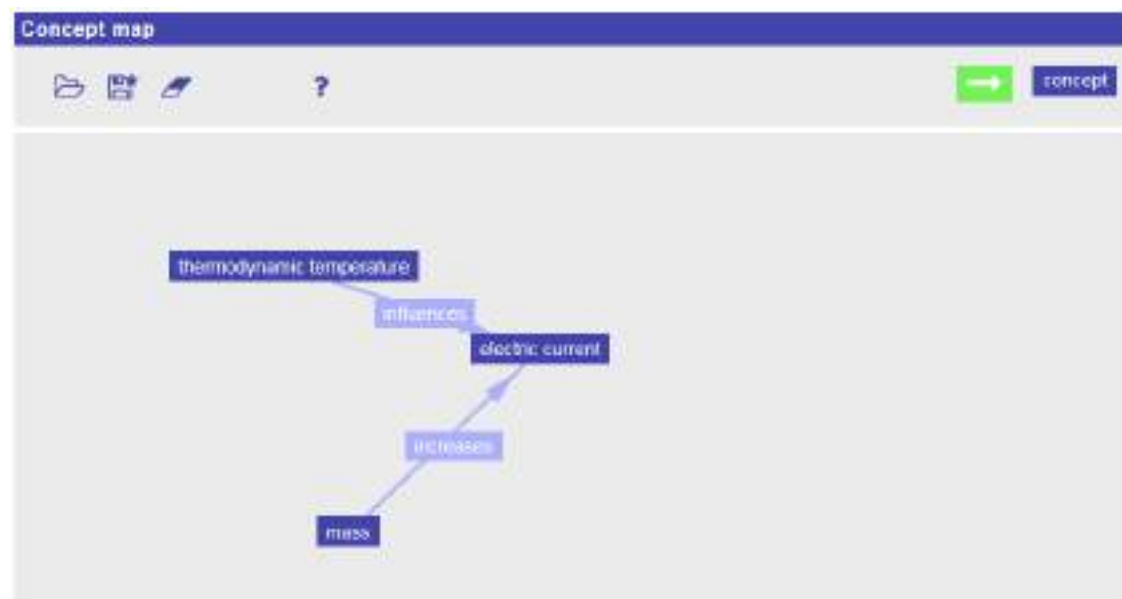 Concept map
?
concept
thermodynamic temperature
influences
electric current
increases
mass